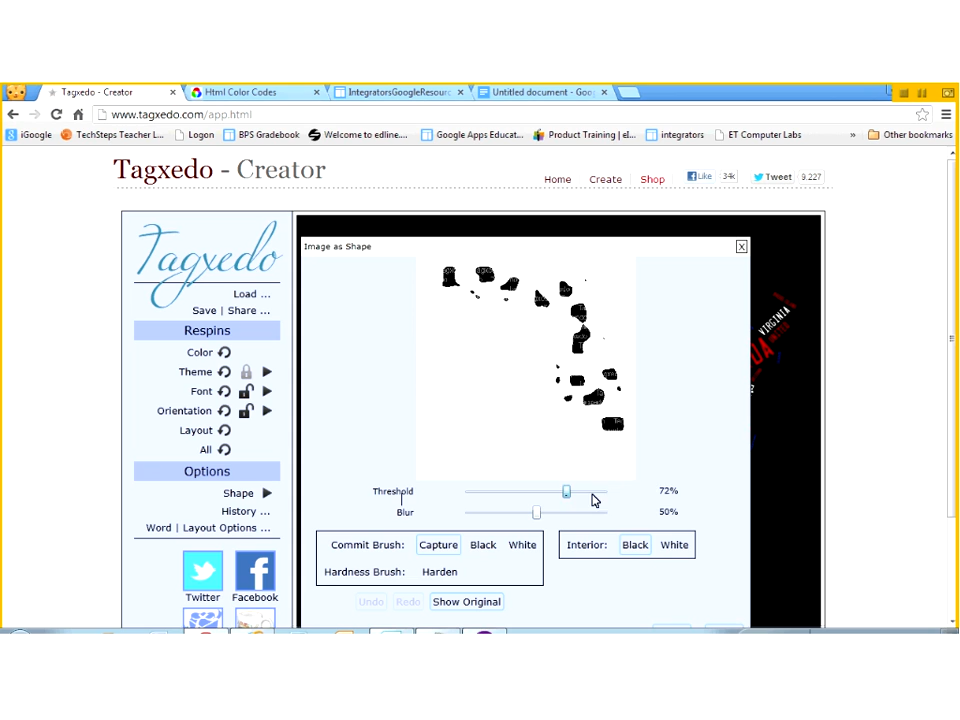 Tagxedo - Creator
Html Color Codes
IntegratorsGoogleResourc
Untitled document - Goo
www.tagxedo.com/app.html
iGoogle
TechSteps Teacher L...
Logon
BPS Gradebook
Welcome to edline....
Google Apps Educat...
Product Training | el...
integrators
ET Computer Labs
»
Other bookmarks
Tagxedo - Creator
Home
Create
Shop
Like
34k
Tweet
9,227
Tagxedo
Load ...
Save | Share ...
Respins
Color
Theme
Font
Orientation
Layout
All
Options
Shape
History ...
Word | Layout Options ...
Twitter
Facebook
Image as Shape
X
VIRGINIA
Threshold
72%
Blur
50%
Commit Brush: Capture Black White
Hardness Brush: Harden
Interior: Black White
Undo
Redo
Show Original